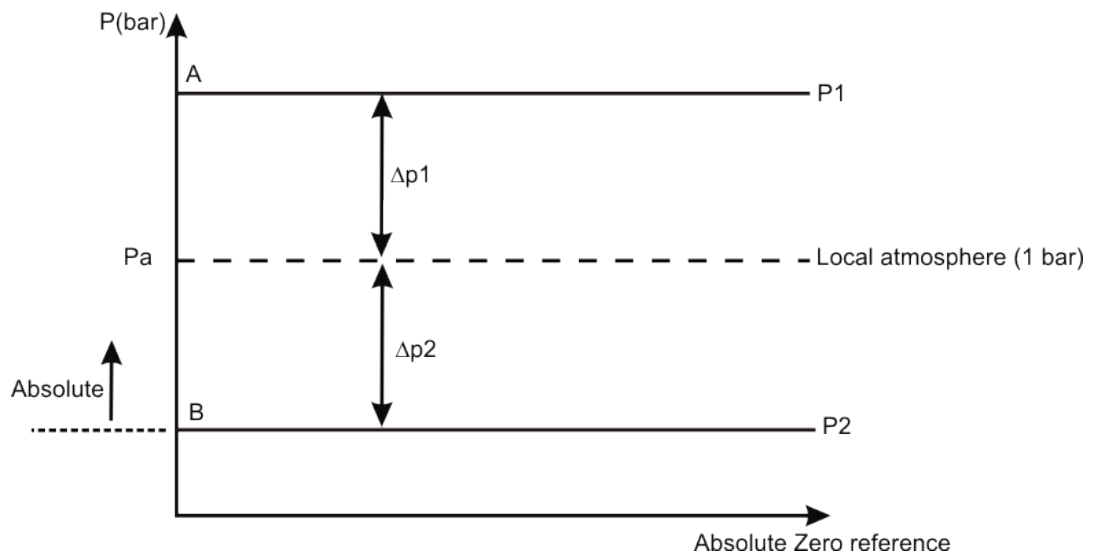 P(bar)
A
P1
Δp1
Pa
Local atmosphere (1 bar)
Δp2
Absolute
B
P2
Absolute Zero reference